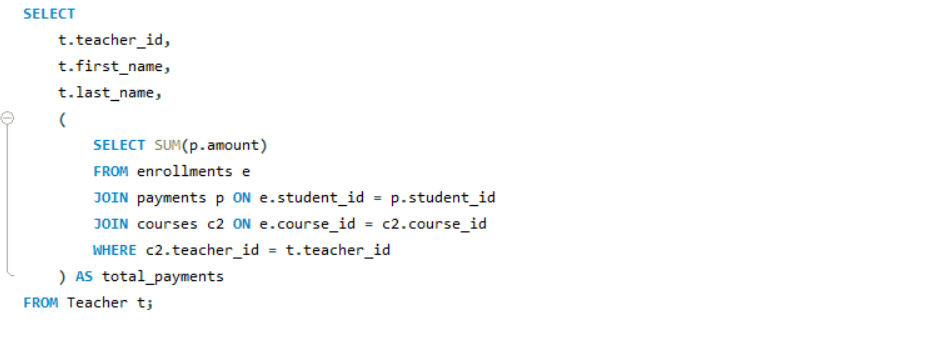 SELECT
t.teacher_id,
t.first_name,
t.last_name,
(
SELECT SUM(p.amount)
FROM enrollments e
JOIN payments p ON e.student_id = p.student_id
JOIN courses c2 ON e.course_id = c2.course_id
WHERE c2.teacher_id = t.teacher_id
) AS total_payments
FROM Teacher t;